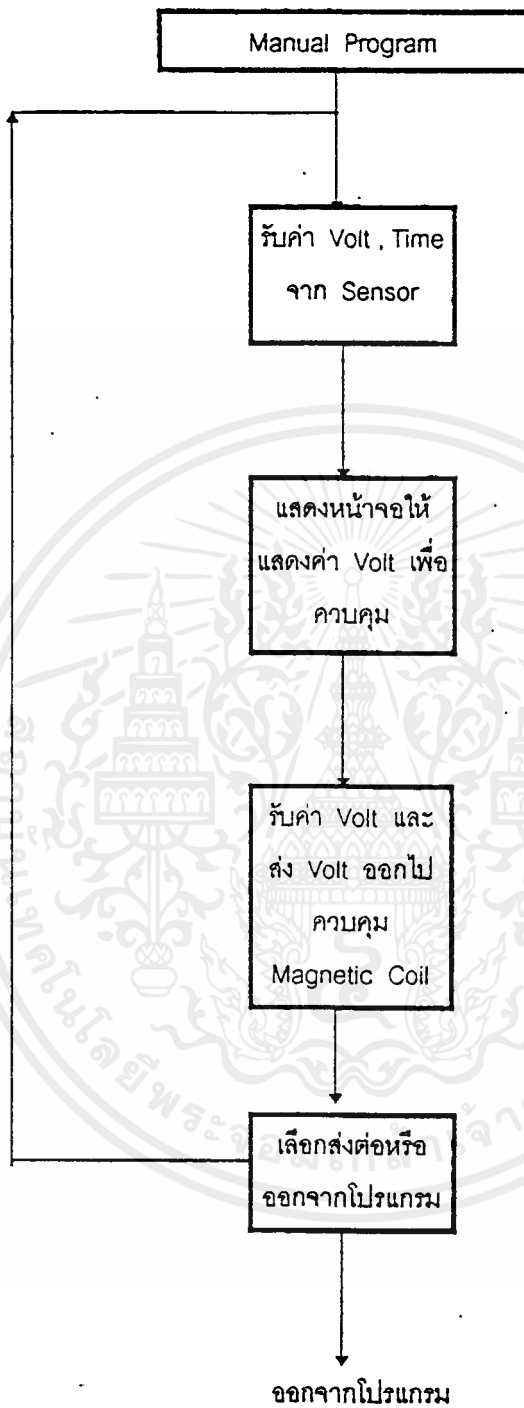 Manual Program
รับค่า Volt , Time
จาก Sensor
แสดงหน้าจอให้
แสดงค่า Volt เพื่อ
ควบคุม
รับค่า Volt และ
ส่ง Volt ออกไป
ควบคุม
Magnetic Coil
เลือกส่งต่อหรือ
ออกจากโปรแกรม
ออกจากโปรแกรม